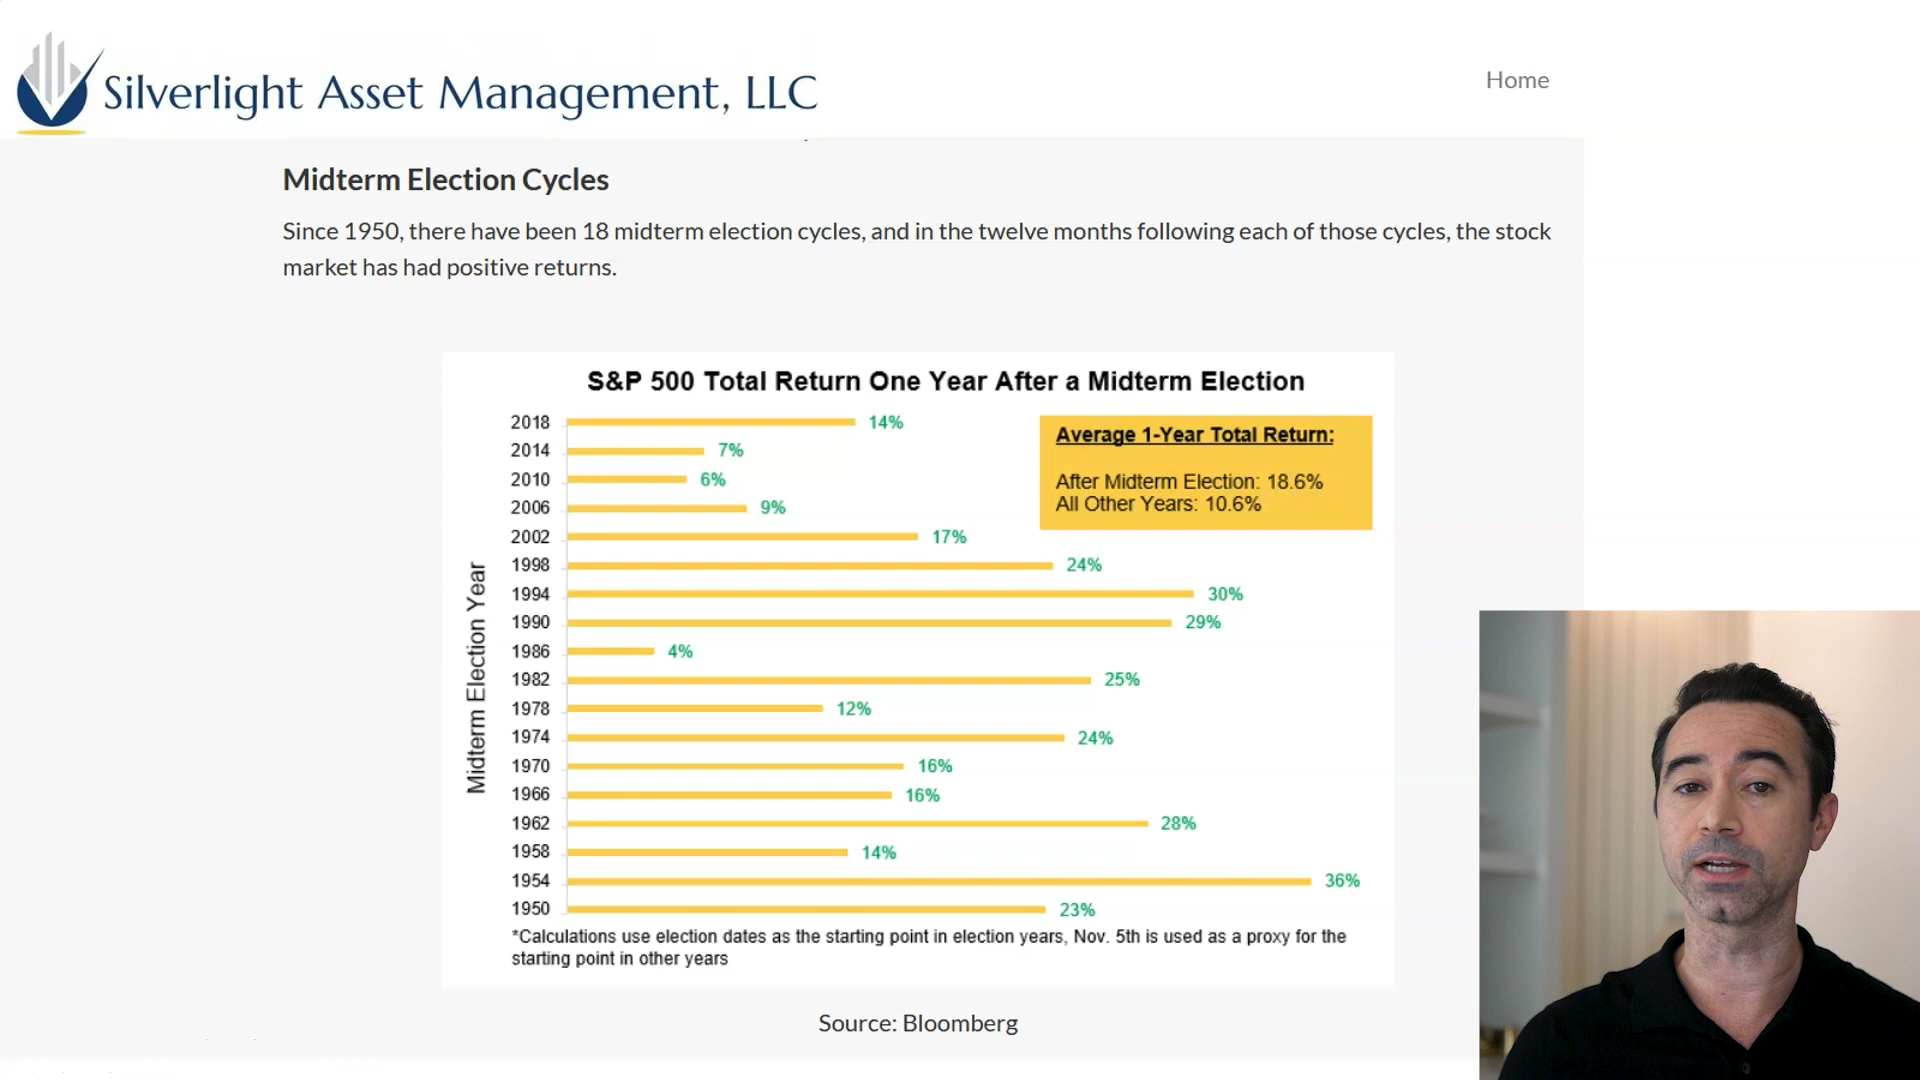 Silverlight Asset Management, LLC
Home
Midterm Election Cycles
Since 1950, there have been 18 midterm election cycles, and in the twelve months following each of those cycles, the stock
market has had positive returns.
S&P 500 Total Return One Year After a Midterm Election
Average 1-Year Total Return:
After Midterm Election: 18.6%
All Other Years: 10.6%
Midterm Election Year
2018 14%
2014 7%
2010 6%
2006 9%
2002 17%
1998 24%
1994 30%
1990 29%
1986 4%
1982 25%
1978 12%
1974 24%
1970 16%
1966 16%
1962 28%
1958 14%
1954 36%
1950 23%
*Calculations use election dates as the starting point in election years, Nov. 5th is used as a proxy for the
starting point in other years
Source: Bloomberg